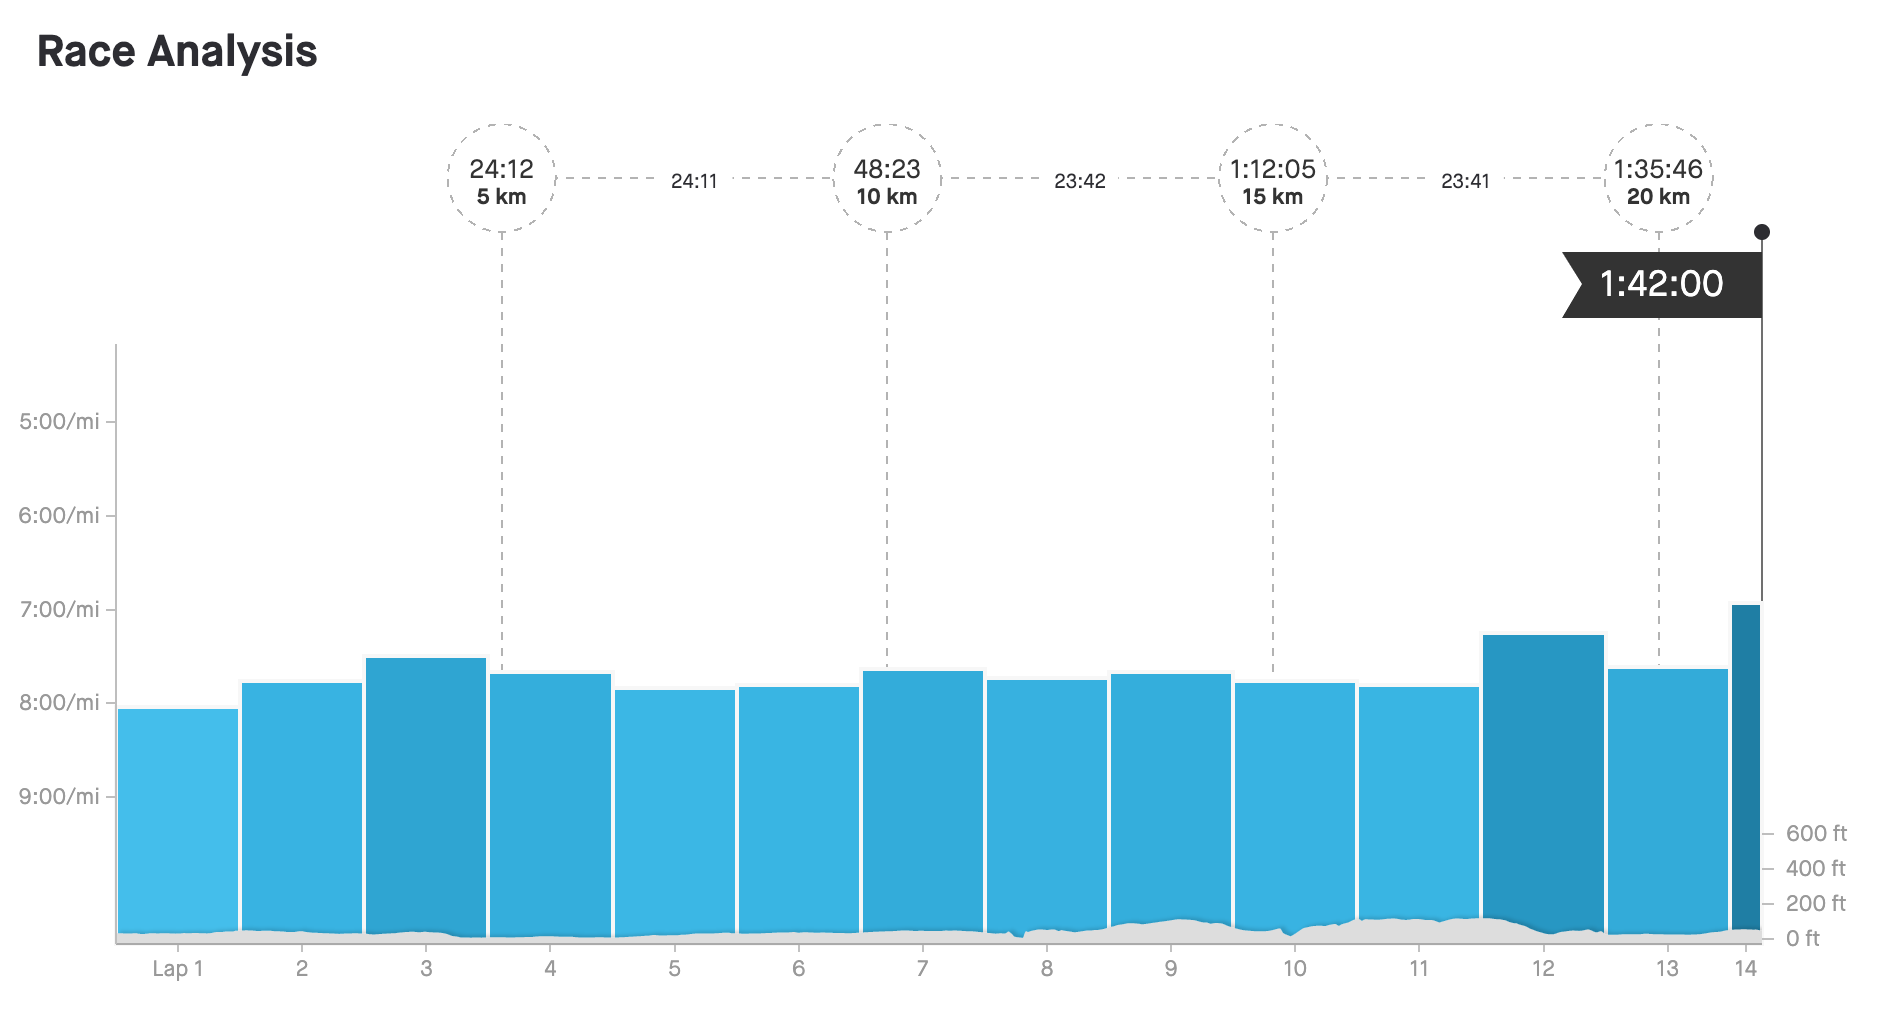 Race Analysis
24:12
5 km
24:11
48:23
10 km
23:42
1:12:05
15 km
23:41
1:35:46
20 km
1:42:00
5:00/mi
6:00/mi
7:00/mi
8:00/mi
9:00/mi
600 ft
400 ft
200 ft
0 ft
Lap 1 2 3 4 5 6 7 8 9 10 11 12 13 14